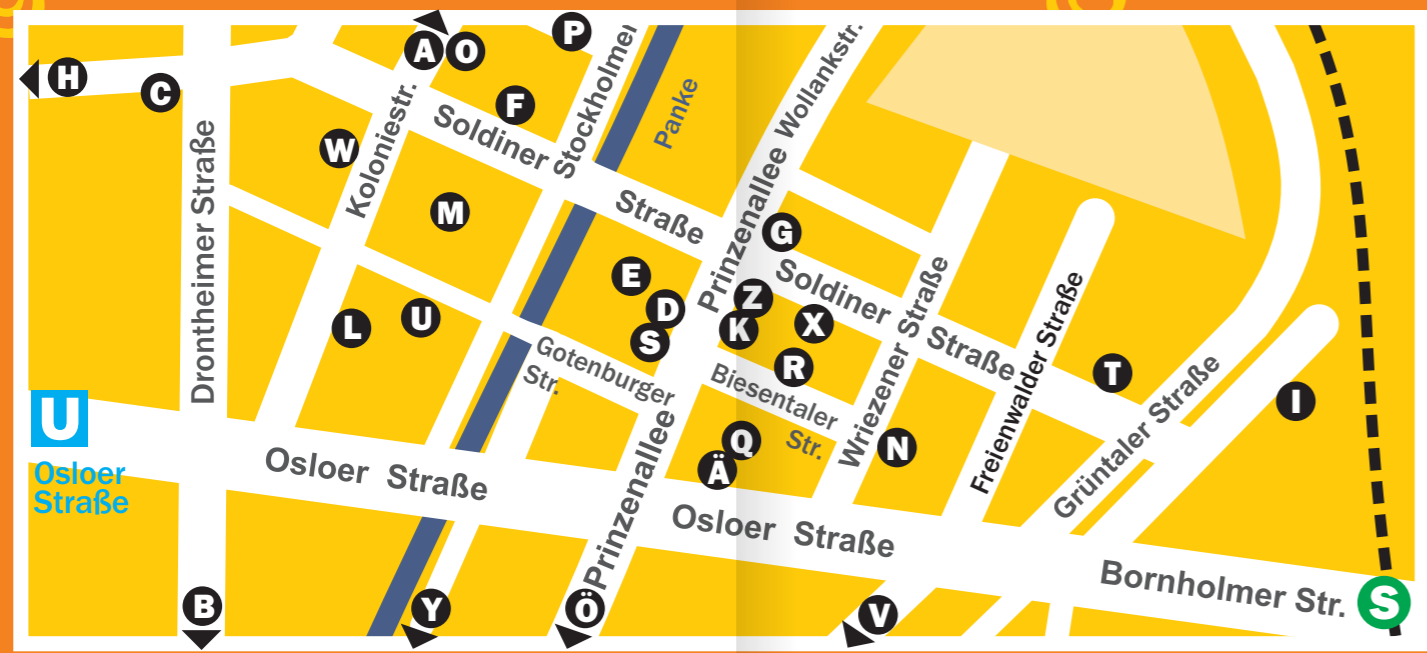 H
C
A
O
P
F
W
M
L
U
E
D
S
G
Z
K
X
R
Q
Ä
N
T
I
B
Y
Ö
V
Drontheimer Straße
Koloniestr.
Soldiner
Straße
Stockholmer
Panke
Prinzenallee
Wollankstr.
Soldiner
Straße
Wriezener Straße
Freienwalder Straße
Grüntaler Straße
Gotenburger
Str.
Biesentaler
Str.
Prinzenallee
Prinzenallee
U
Osloer
Straße
Osloer Straße
Osloer Straße
Bornholmer Str.
S